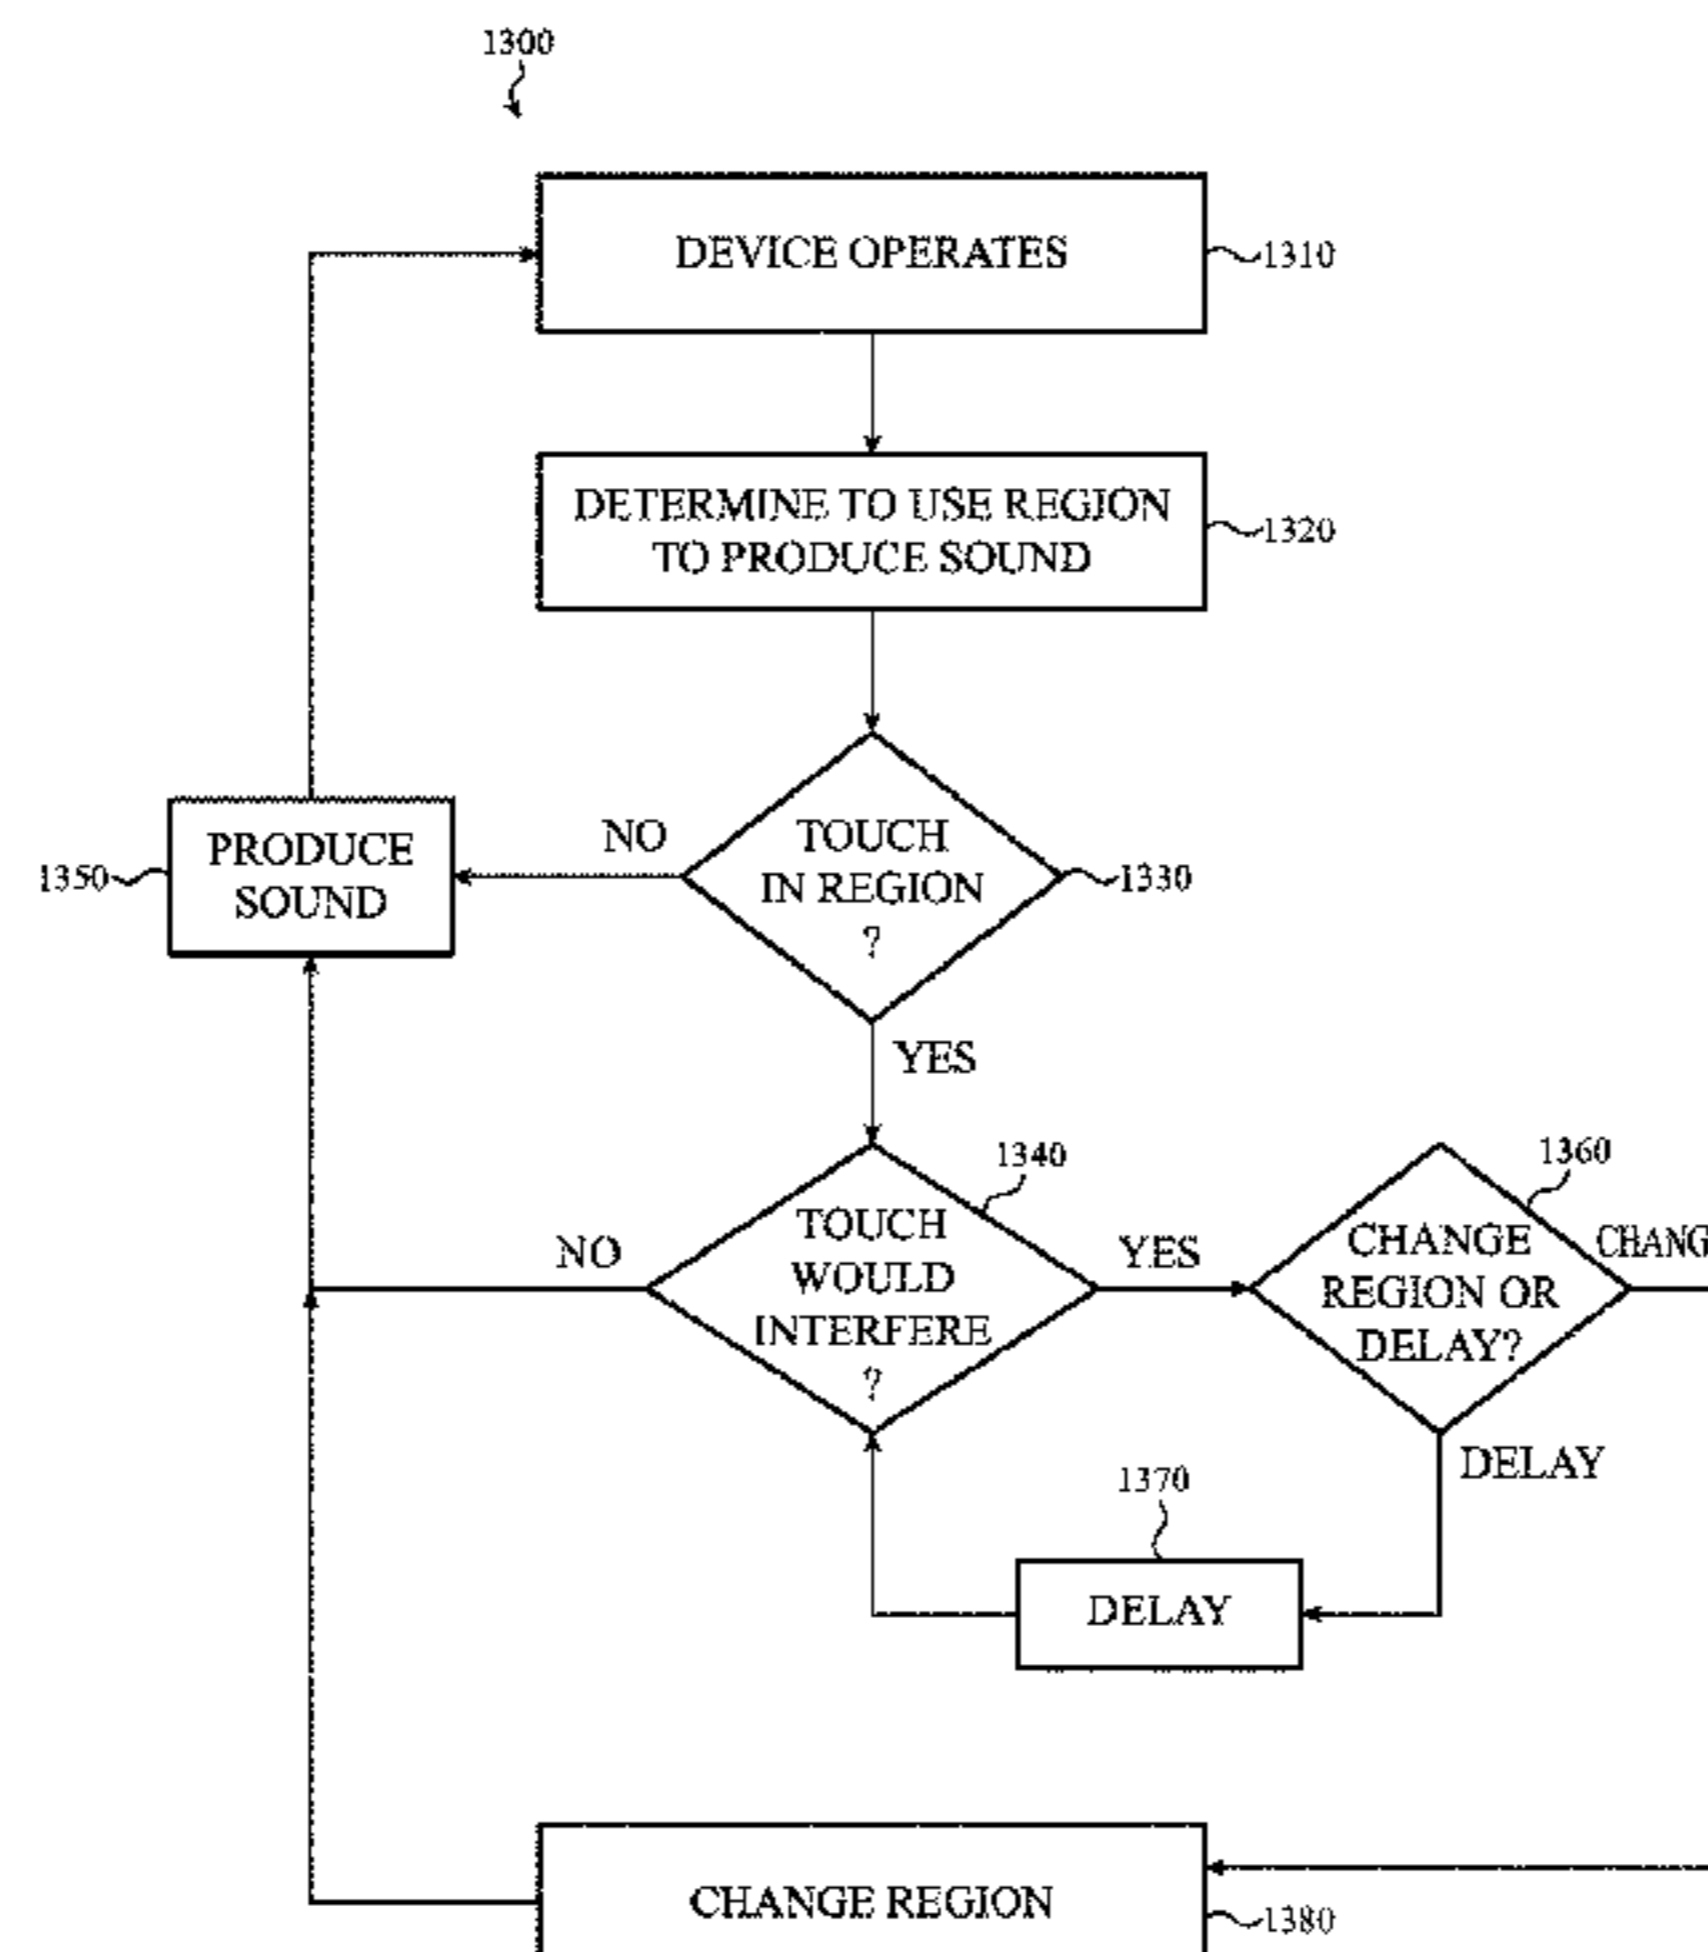 1300
DEVICE OPERATES
1310
DETERMINE TO USE REGION
TO PRODUCE SOUND
1320
PRODUCE
SOUND
1350
NO
TOUCH
IN REGION
?
1330
YES
1340
1360
NO
TOUCH
WOULD
INTERFERE
?
YES
CHANGE
REGION OR
DELAY?
CHANG
DELAY
1370
DELAY
CHANGE REGION
1380